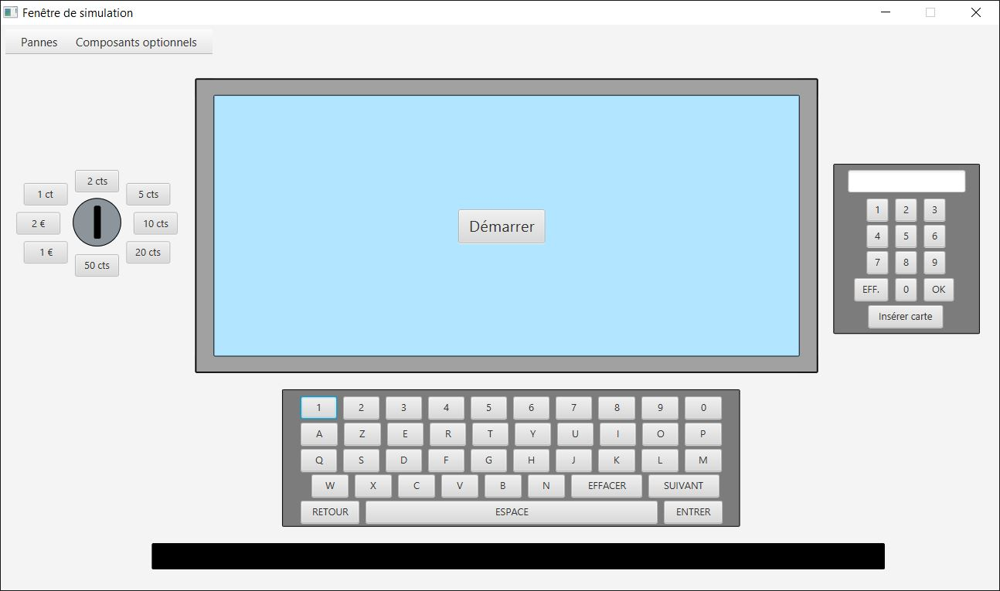 Fenêtre de simulation
Pannes Composants optionnels
2 cts
1 ct 5 cts
2 € 10 cts
1 € 20 cts
50 cts
Démarrer
1 2 3
4 5 6
7 8 9
EFF. 0 OK
Insérer carte
1 2 3 4 5 6 7 8 9 0
A Z E R T Y U I O P
Q S D F G H J K L M
W X C V B N EFFACER SUIVANT
RETOUR ESPACE ENTRER